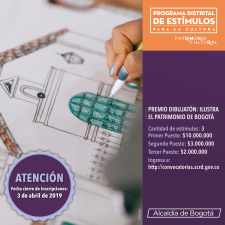 PROGRAMA DISTRITAL
DE ESTÍMULOS
PARA LA CULTURA
PATRIMONIO
CULTURAL
PREMIO DIBUJATÓN: ILUSTRA
EL PATRIMONIO DE BOGOTÁ
Cantidad de estímulos: 3
Primer Puesto: $10.000.000
Segundo Puesto: $3.000.000
Tercer Puesto: $2.000.000
Ingresa a:
http://convocatorias.scrd.gov.co
ATENCIÓN
Fecha cierre de inscripciones:
3 de abril de 2019
Alcaldía de Bogotá